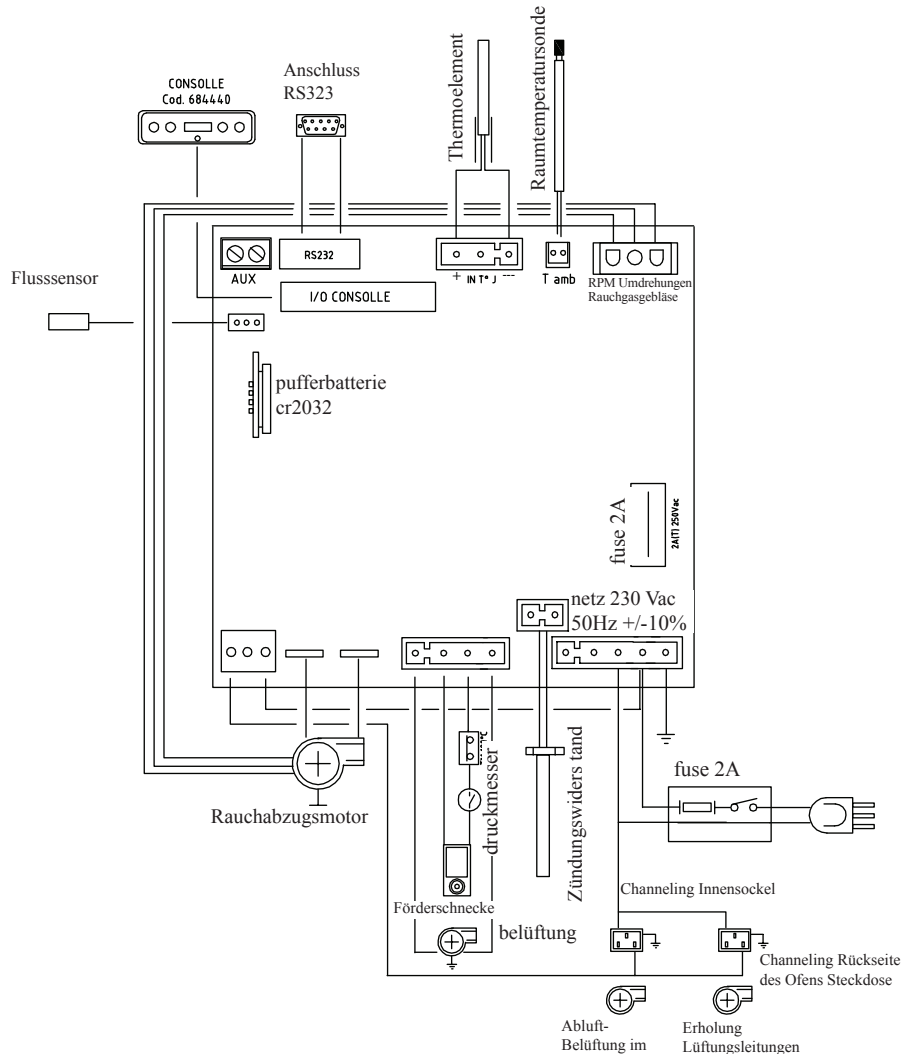 CONSOLLE
Cod. 684440
Anschluss
RS323
Thermoelement
Raumtemperatursonde
AUX
RS232
+ IN T° J ---
T amb
RPM Umdrehungen
Rauchgasgebläse
Flusssensor
I/O CONSOLLE
pufferbatterie
cr2032
fuse 2A
2A(T) 250Vac
netz 230 Vac
50Hz +/-10%
Rauchabzugsmotor
druckmesser
Zündungswiders tand
fuse 2A
Förderschnecke
belüftung
Channeling Innensockel
Channeling Rückseite
des Ofens Steckdose
Abluft-
Belüftung im
Erholung
Lüftungsleitungen